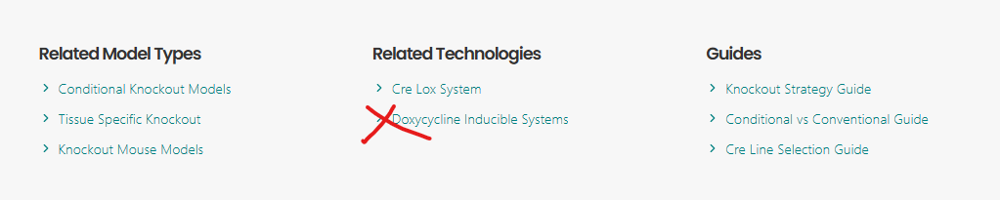 Related Model Types
Conditional Knockout Models
Tissue Specific Knockout
Knockout Mouse Models
Related Technologies
Cre Lox System
Doxycycline Inducible Systems
Guides
Knockout Strategy Guide
Conditional vs Conventional Guide
Cre Line Selection Guide